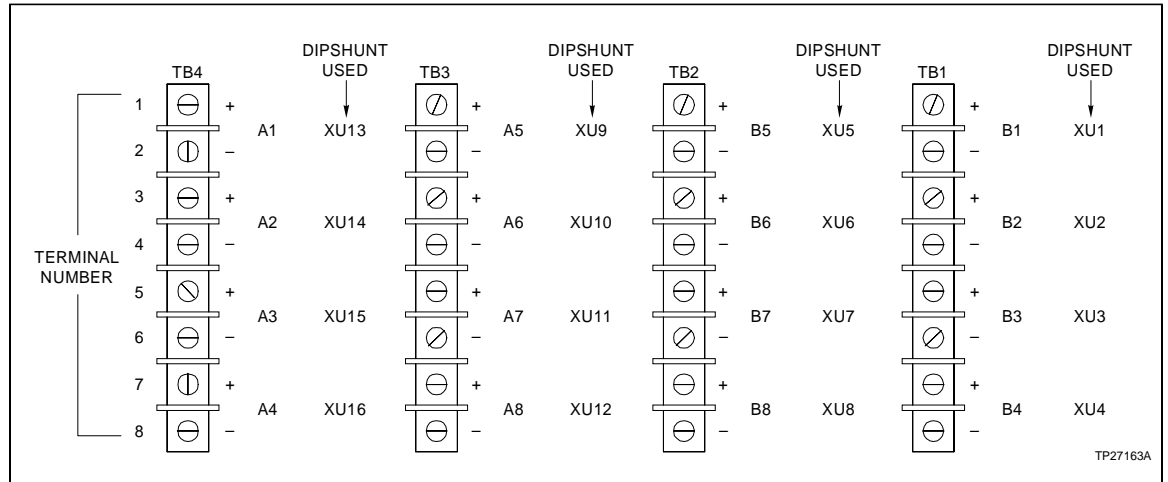 DIPSHUNT USED DIPSHUNT USED DIPSHUNT USED DIPSHUNT USED
TB4 TB3 TB2 TB1
1 + + + +
A1 XU13 A5 XU9 B5 XU5 B1 XU1
2 – – – –
3 + + + +
A2 XU14 A6 XU10 B6 XU6 B2 XU2
4 – – – –
TERMINAL NUMBER
5 + + + +
A3 XU15 A7 XU11 B7 XU7 B3 XU3
6 – – – –
7 + + + +
A4 XU16 A8 XU12 B8 XU8 B4 XU4
8 – – – –
TP27163A